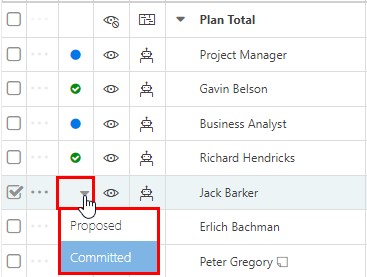 Plan Total
Project Manager
Gavin Belson
Business Analyst
Richard Hendricks
Jack Barker
Proposed
Erlich Bachman
Committed
Peter Gregory